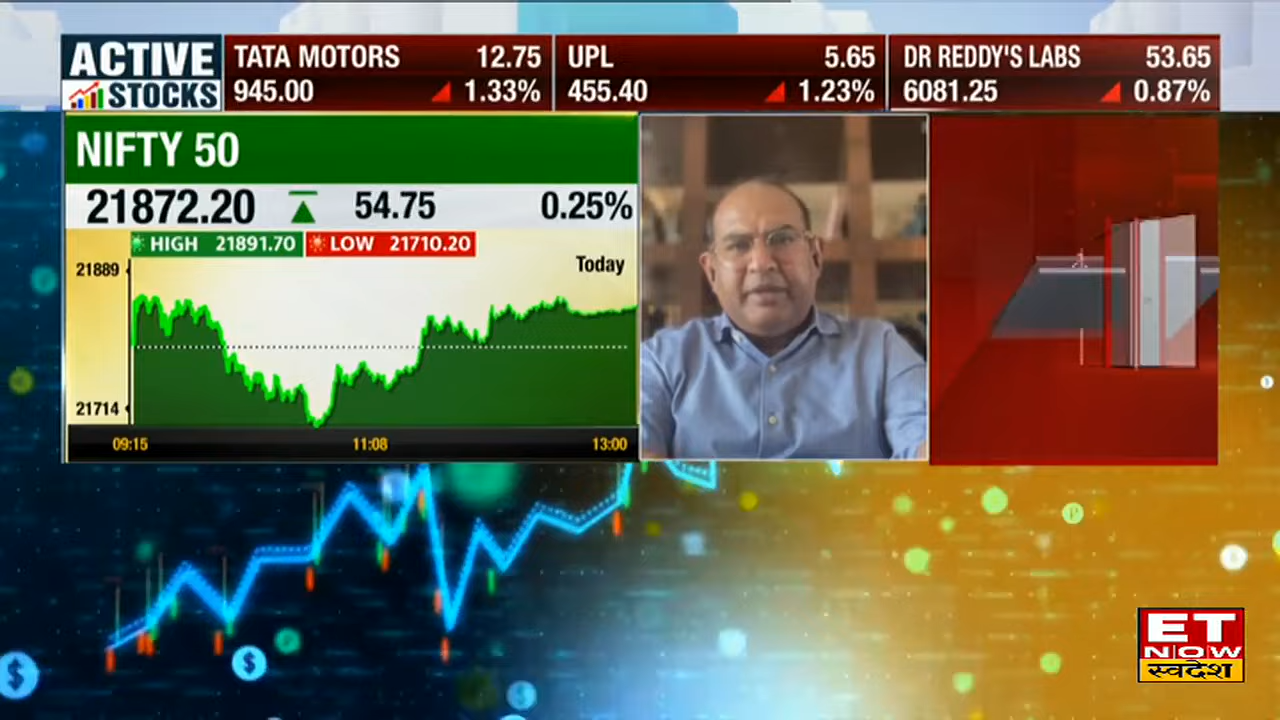 ACTIVE
STOCKS
TATA MOTORS 12.75
945.00 1.33%
UPL 5.65
455.40 1.23%
DR REDDY'S LABS 53.65
6081.25 0.87%
NIFTY 50
21872.20 54.75 0.25%
HIGH 21891.70 LOW 21710.20
21889
Today
21714
09:15 11:08 13:00
$
$
$
ET
NOW
स्वदेश